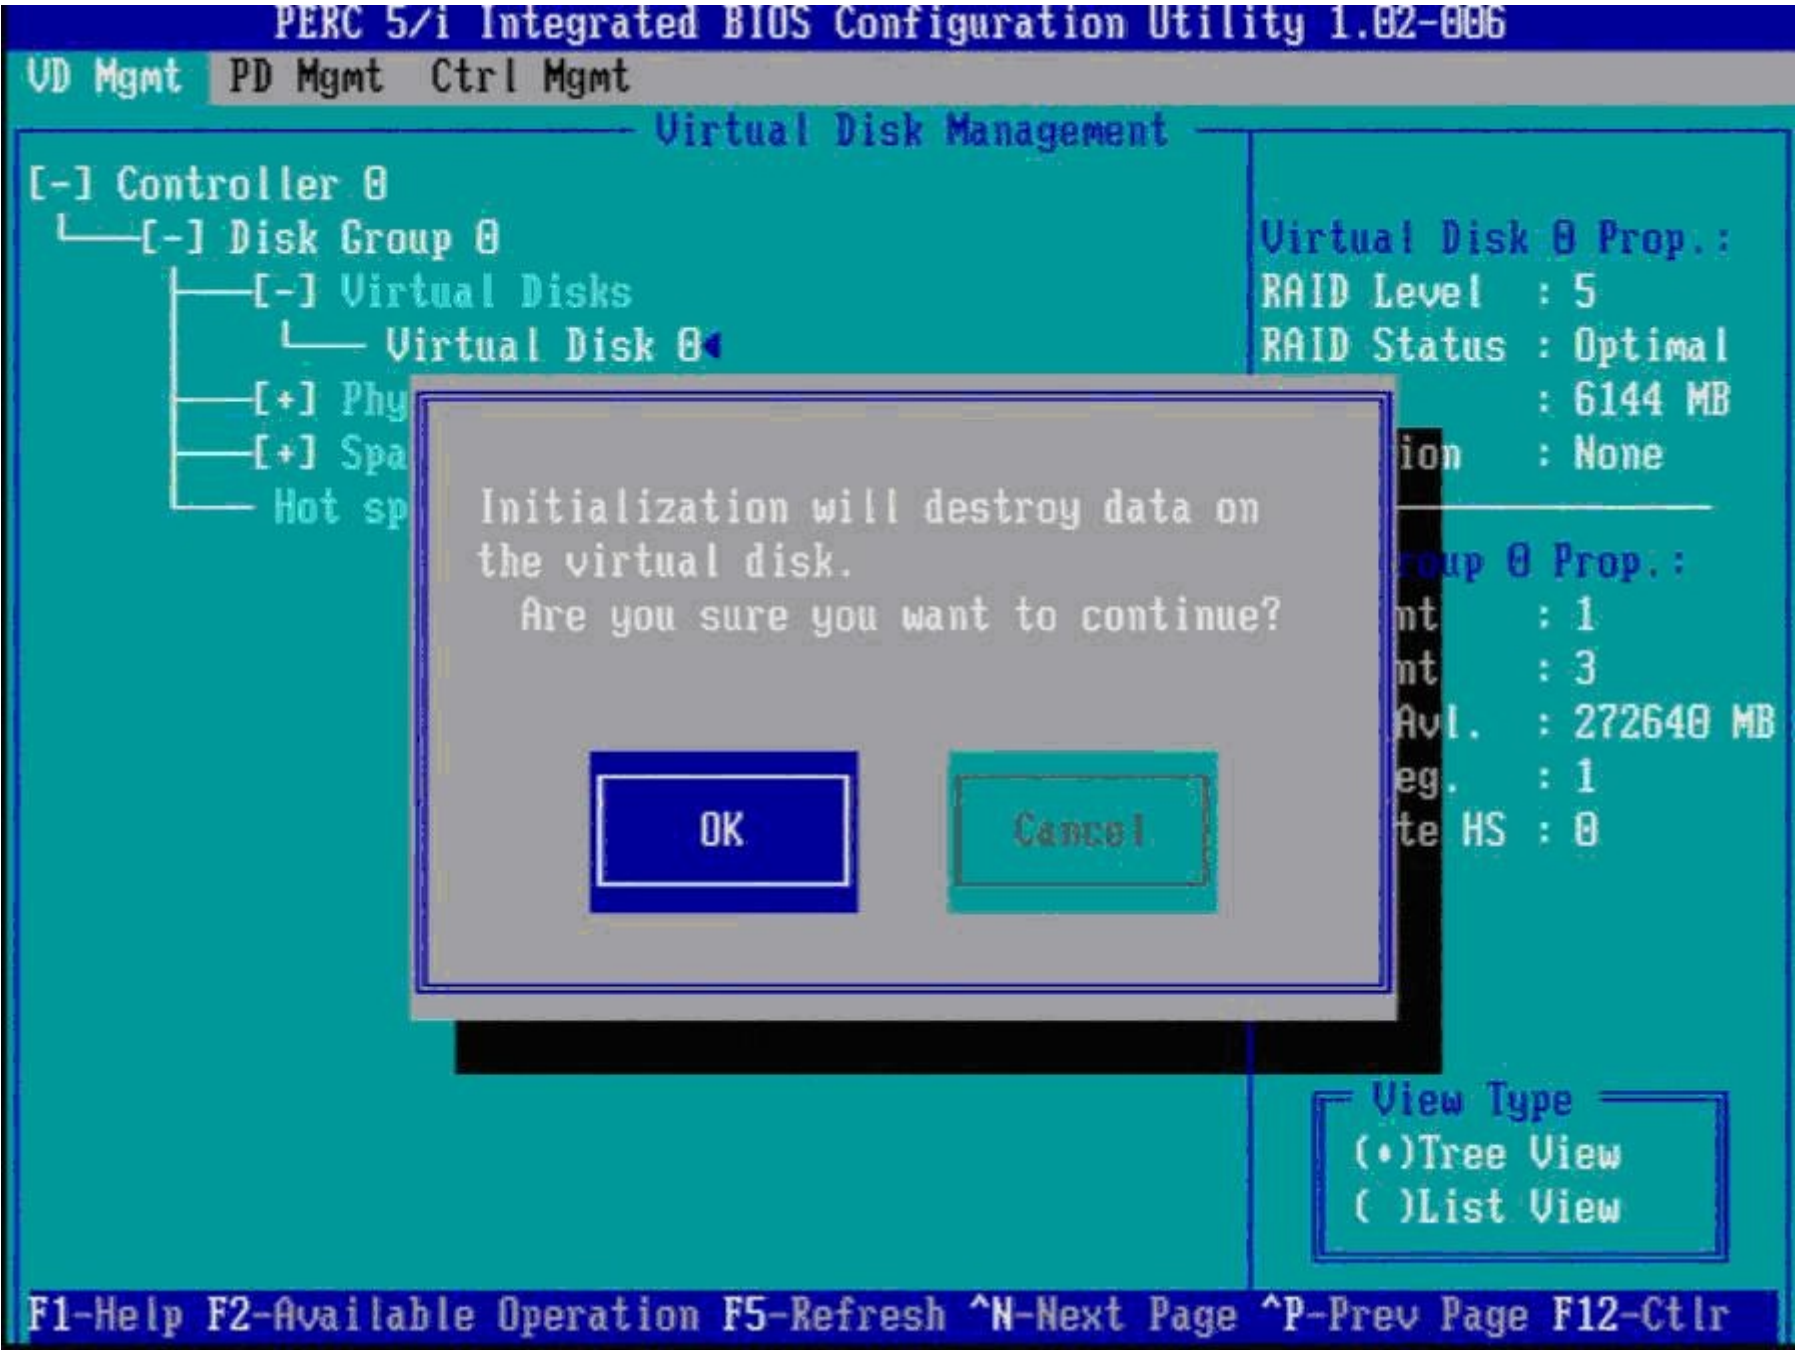 PERC 5/i Integrated BIOS Configuration Utility 1.02-006
VD Mgmt PD Mgmt Ctrl Mgmt
Virtual Disk Management
[-] Controller 0
[-] Disk Group 0
[-] Virtual Disks
Virtual Disk 0
[+] Phy
[+] Spa
Hot sp
Virtual Disk 0 Prop.:
RAID Level : 5
RAID Status : Optimal
: 6144 MB
ion : None
oup 0 Prop.:
nt : 1
nt : 3
Avl. : 272640 MB
eg. : 1
te HS : 0
Initialization will destroy data on
the virtual disk.
Are you sure you want to continue?
OK Cancel
View Type
(•)Tree View
( )List View
F1-Help F2-Available Operation F5-Refresh ^N-Next Page ^P-Prev Page F12-Ctlr